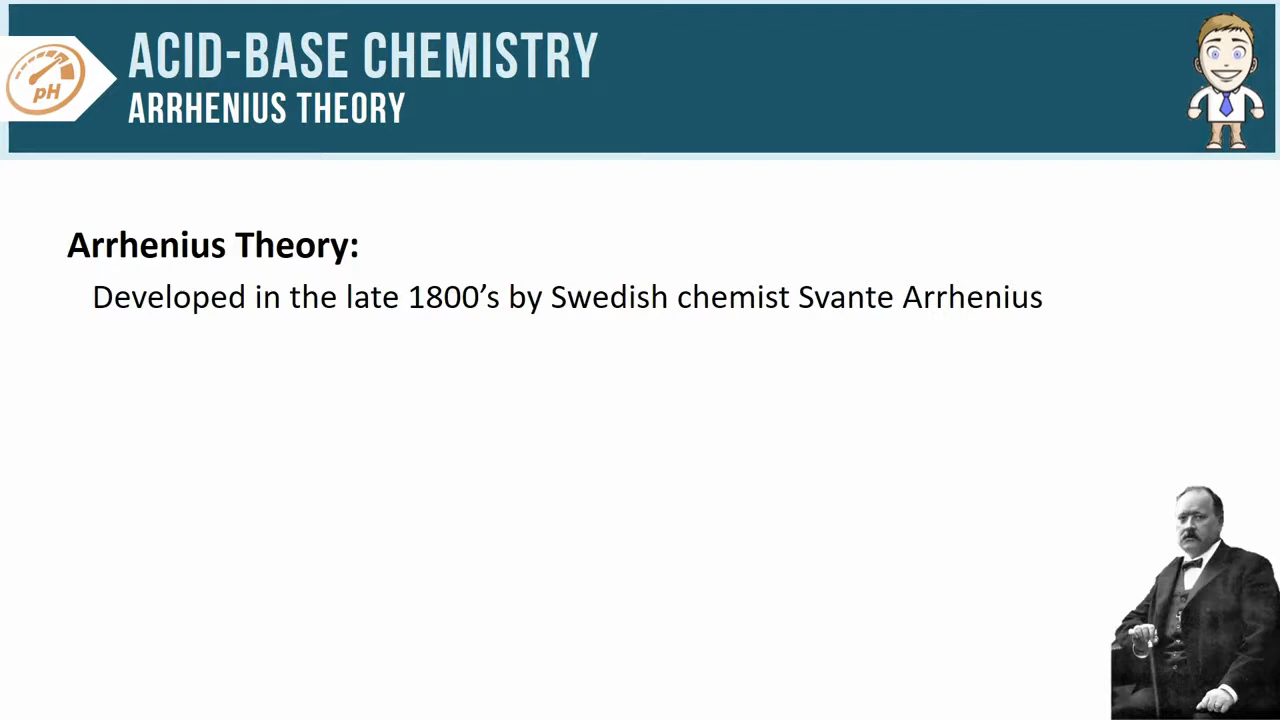 ACID-BASE CHEMISTRY
ARRHENIUS THEORY
pH
Arrhenius Theory:
Developed in the late 1800’s by Swedish chemist Svante Arrhenius